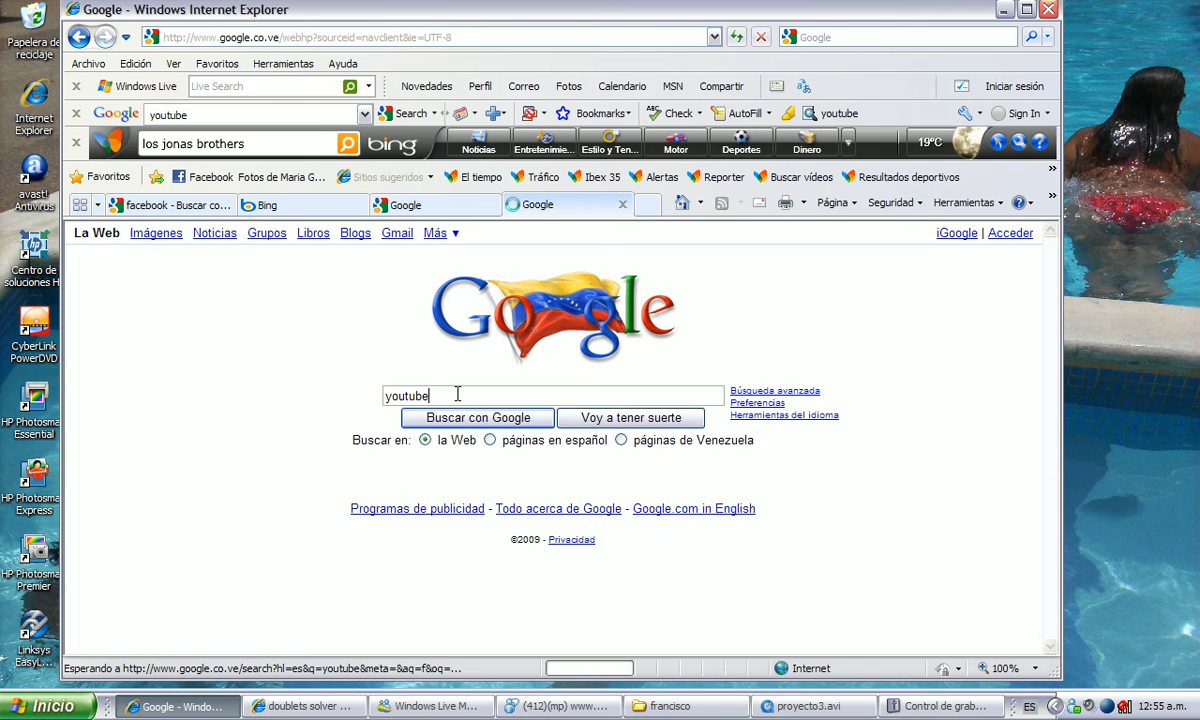 Google - Windows Internet Explorer
http://www.google.co.ve/webhp?sourceid=navclient&ie=UTF-8
Google
Archivo Edición Ver Favoritos Herramientas Ayuda
Windows Live Live Search Novedades Perfil Correo Fotos Calendario MSN Compartir Iniciar sesión
Google youtube Search Bookmarks Check AutoFill youtube Sign In
los jonas brothers bing Noticias Entretenimie... Estilo y Ten... Motor Deportes Dinero 19ºC
Favoritos Facebook Fotos de Maria G... Sitios sugeridos El tiempo Tráfico Ibex 35 Alertas Reporter Buscar vídeos Resultados deportivos
facebook - Buscar co... Bing Google Google Página Seguridad Herramientas
La Web Imágenes Noticias Grupos Libros Blogs Gmail Más iGoogle | Acceder
Google
youtube
Búsqueda avanzada
Preferencias
Herramientas del idioma
Buscar con Google Voy a tener suerte
Buscar en: la Web páginas en español páginas de Venezuela
Programas de publicidad - Todo acerca de Google - Google.com in English
©2009 - Privacidad
Esperando a http://www.google.co.ve/search?hl=es&q=youtube&meta=&aq=f&oq=... Internet 100%
Papelera de
reciclaje
Internet
Explorer
avast!
Antivirus
Centro de
soluciones H
CyberLink
PowerDVD
HP Photosma
Essential
HP Photosma
Express
HP Photosma
Premier
Linksys
EasyL...
Inicio Google - Windo... doublets solver ... Windows Live M... (412)(mp) www.... francisco proyecto3.avi Control de grab... ES 12:55 a.m.